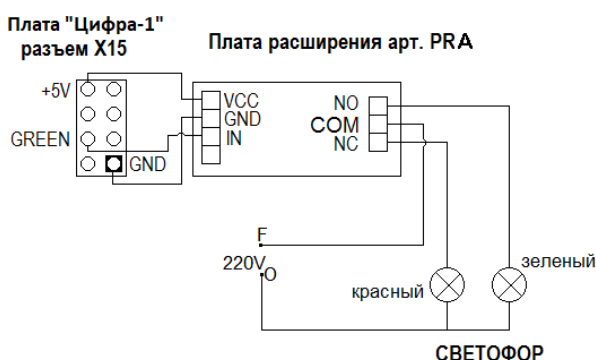 Плата "Цифра-1"
разъем X15
Плата расширения арт. PRA
+5V
GREEN
GND
VCC
GND
IN
NO
COM
NC
F
220V
O
красный
зеленый
СВЕТОФОР